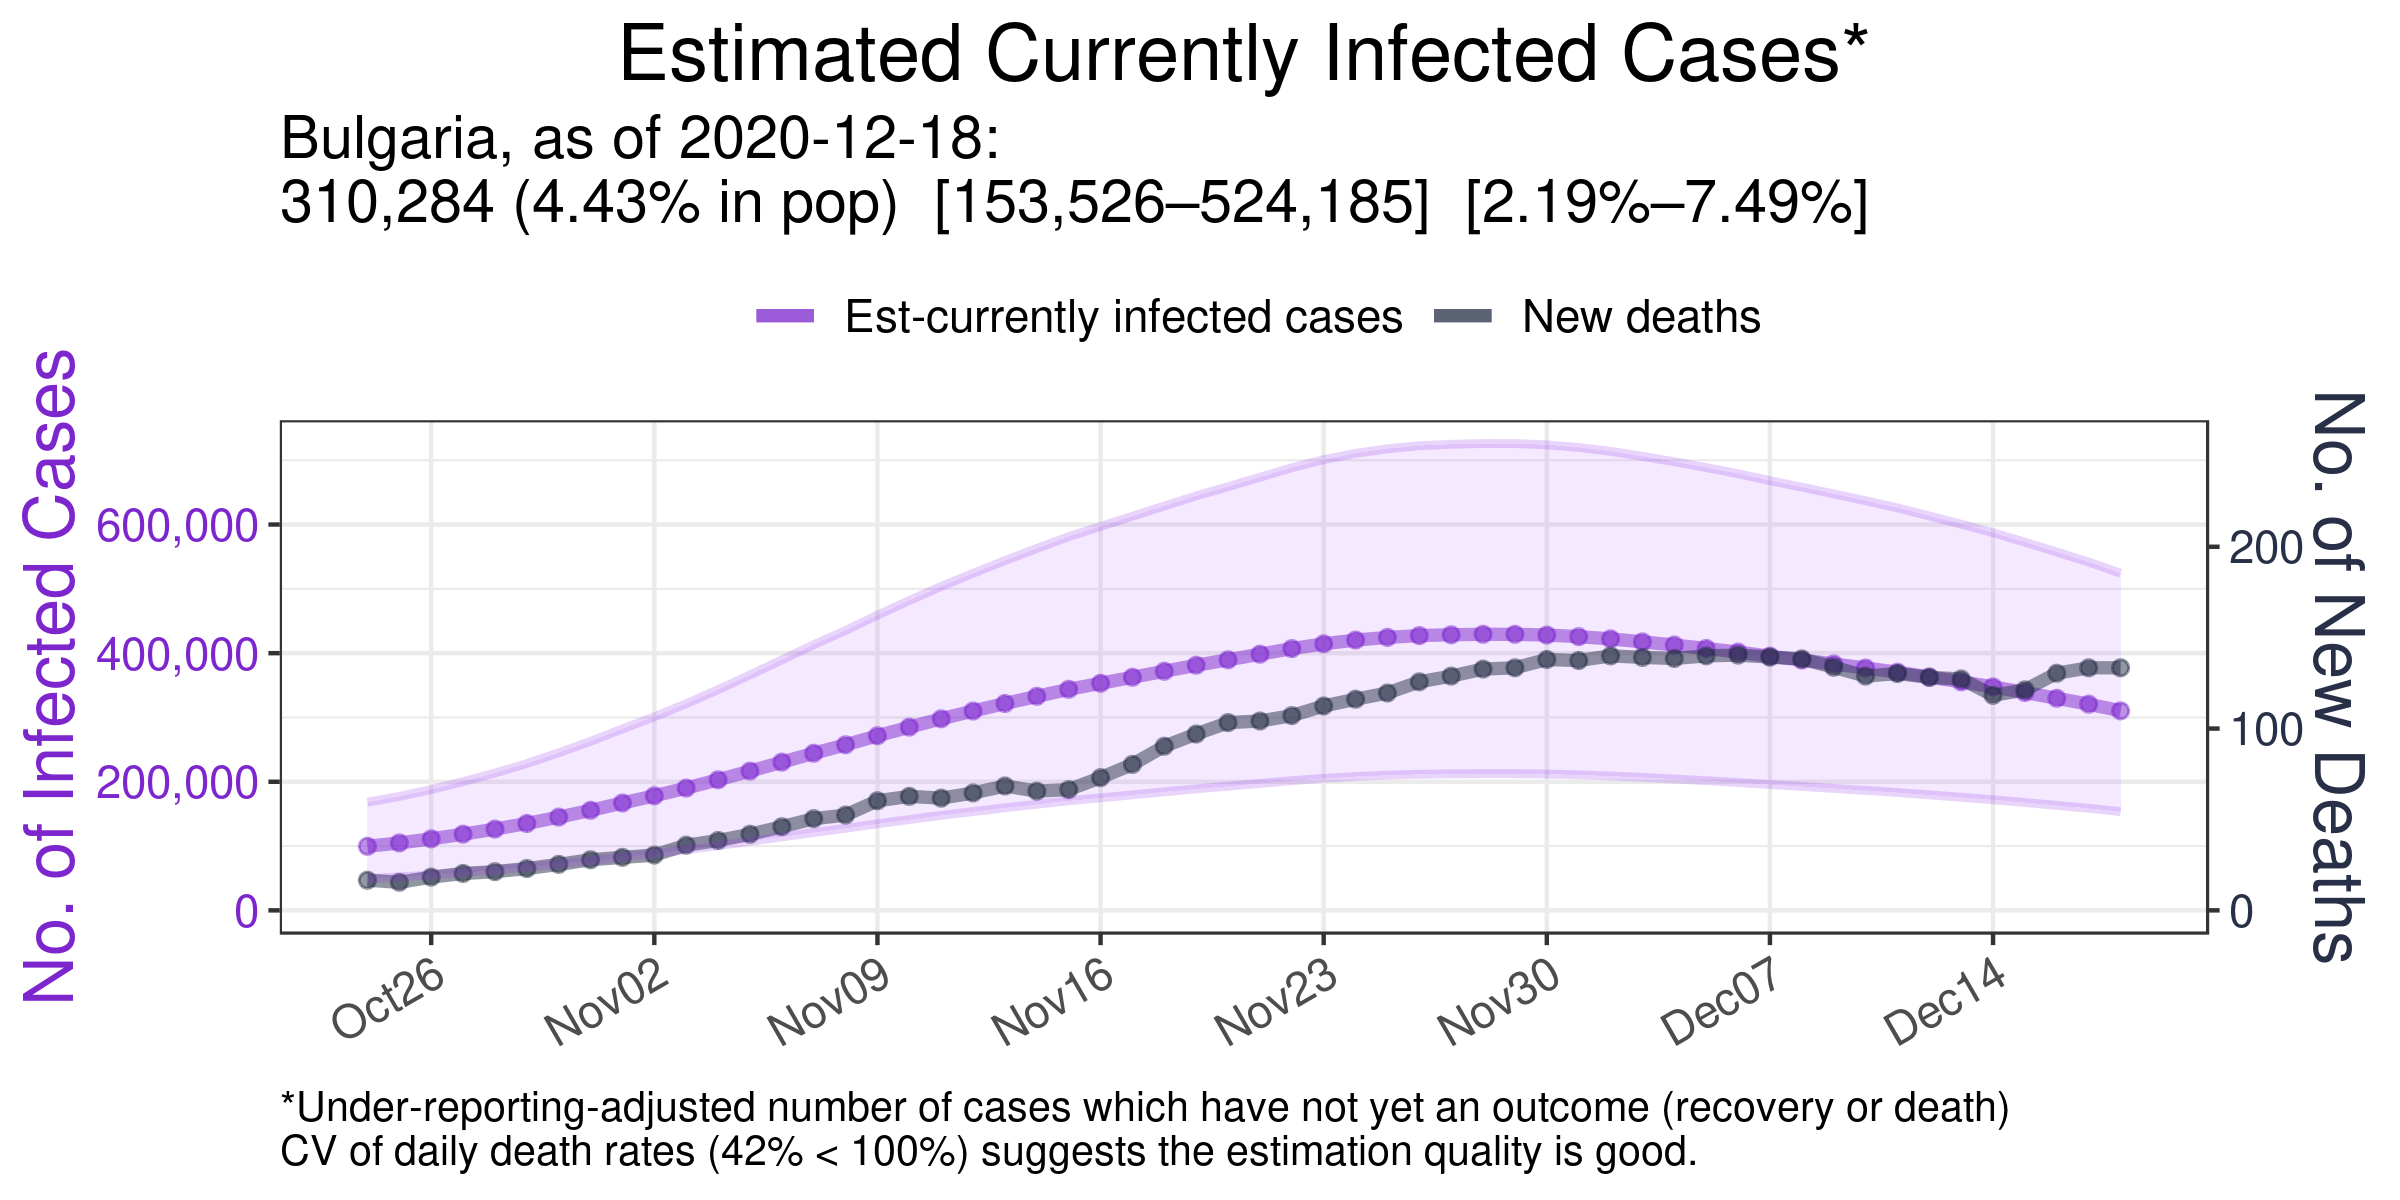 Estimated Currently Infected Cases*
Bulgaria, as of 2020-12-18:
310,284 (4.43% in pop) [153,526–524,185] [2.19%–7.49%]
Est-currently infected cases
New deaths
No. of Infected Cases
600,000
400,000
200,000
0
No. of New Deaths
200
100
0
Oct26
Nov02
Nov09
Nov16
Nov23
Nov30
Dec07
Dec14
*Under-reporting-adjusted number of cases which have not yet an outcome (recovery or death)
CV of daily death rates (42% < 100%) suggests the estimation quality is good.